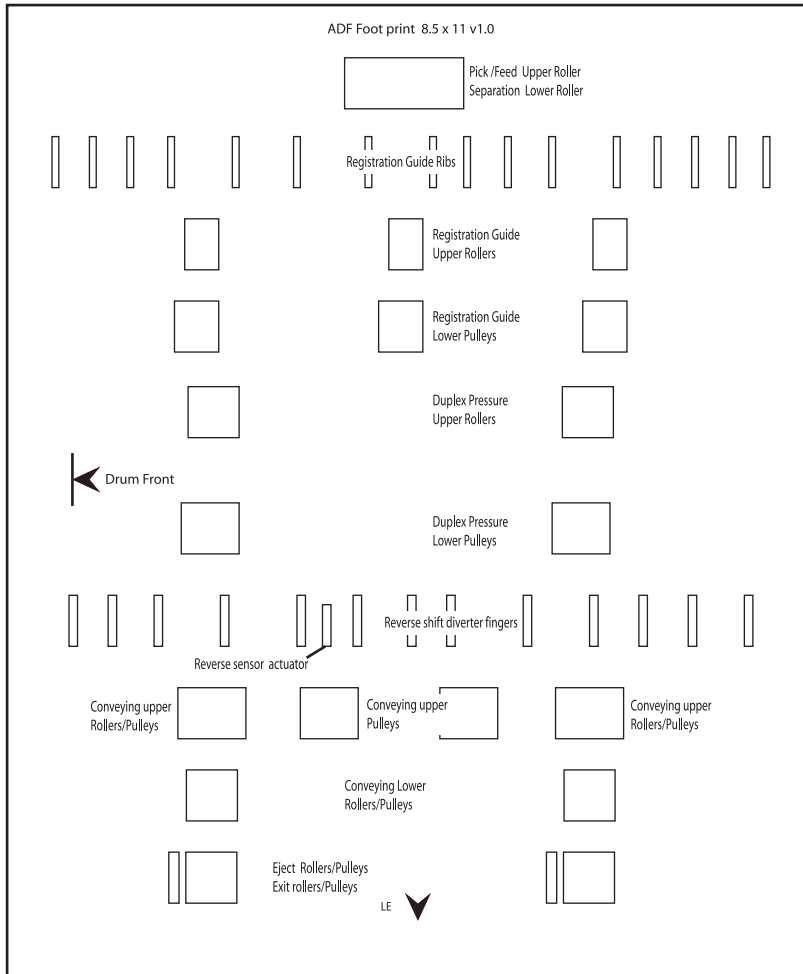 ADF Foot print 8.5 x 11 v1.0
Pick /Feed Upper Roller
Separation Lower Roller
Registration Guide Ribs
Registration Guide
Upper Rollers
Registration Guide
Lower Pulleys
Duplex Pressure
Upper Rollers
Drum Front
Duplex Pressure
Lower Pulleys
Reverse shift diverter fingers
Reverse sensor actuator
Conveying upper
Rollers/Pulleys
Conveying upper
Pulleys
Conveying upper
Rollers/Pulleys
Conveying Lower
Rollers/Pulleys
Eject Rollers/Pulleys
Exit rollers/Pulleys
LE